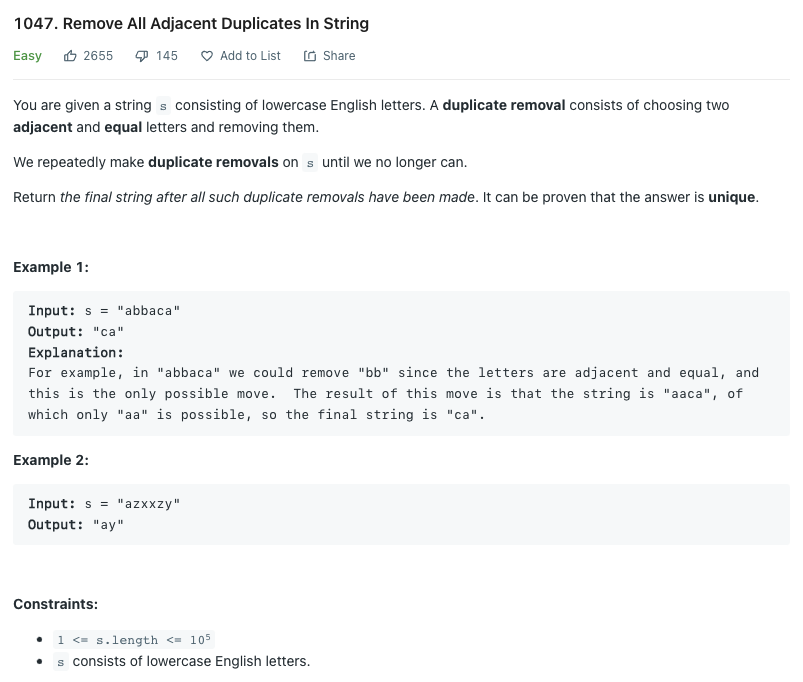 1047. Remove All Adjacent Duplicates In String
Easy 2655 145 Add to List Share
You are given a string s consisting of lowercase English letters. A duplicate removal consists of choosing two
adjacent and equal letters and removing them.
We repeatedly make duplicate removals on s until we no longer can.
Return the final string after all such duplicate removals have been made. It can be proven that the answer is unique.
Example 1:
Input: s = "abbaca"
Output: "ca"
Explanation:
For example, in "abbaca" we could remove "bb" since the letters are adjacent and equal, and
this is the only possible move.  The result of this move is that the string is "aaca", of
which only "aa" is possible, so the final string is "ca".
Example 2:
Input: s = "azxxzy"
Output: "ay"
Constraints:
• 1 <= s.length <= 10⁵
• s consists of lowercase English letters.